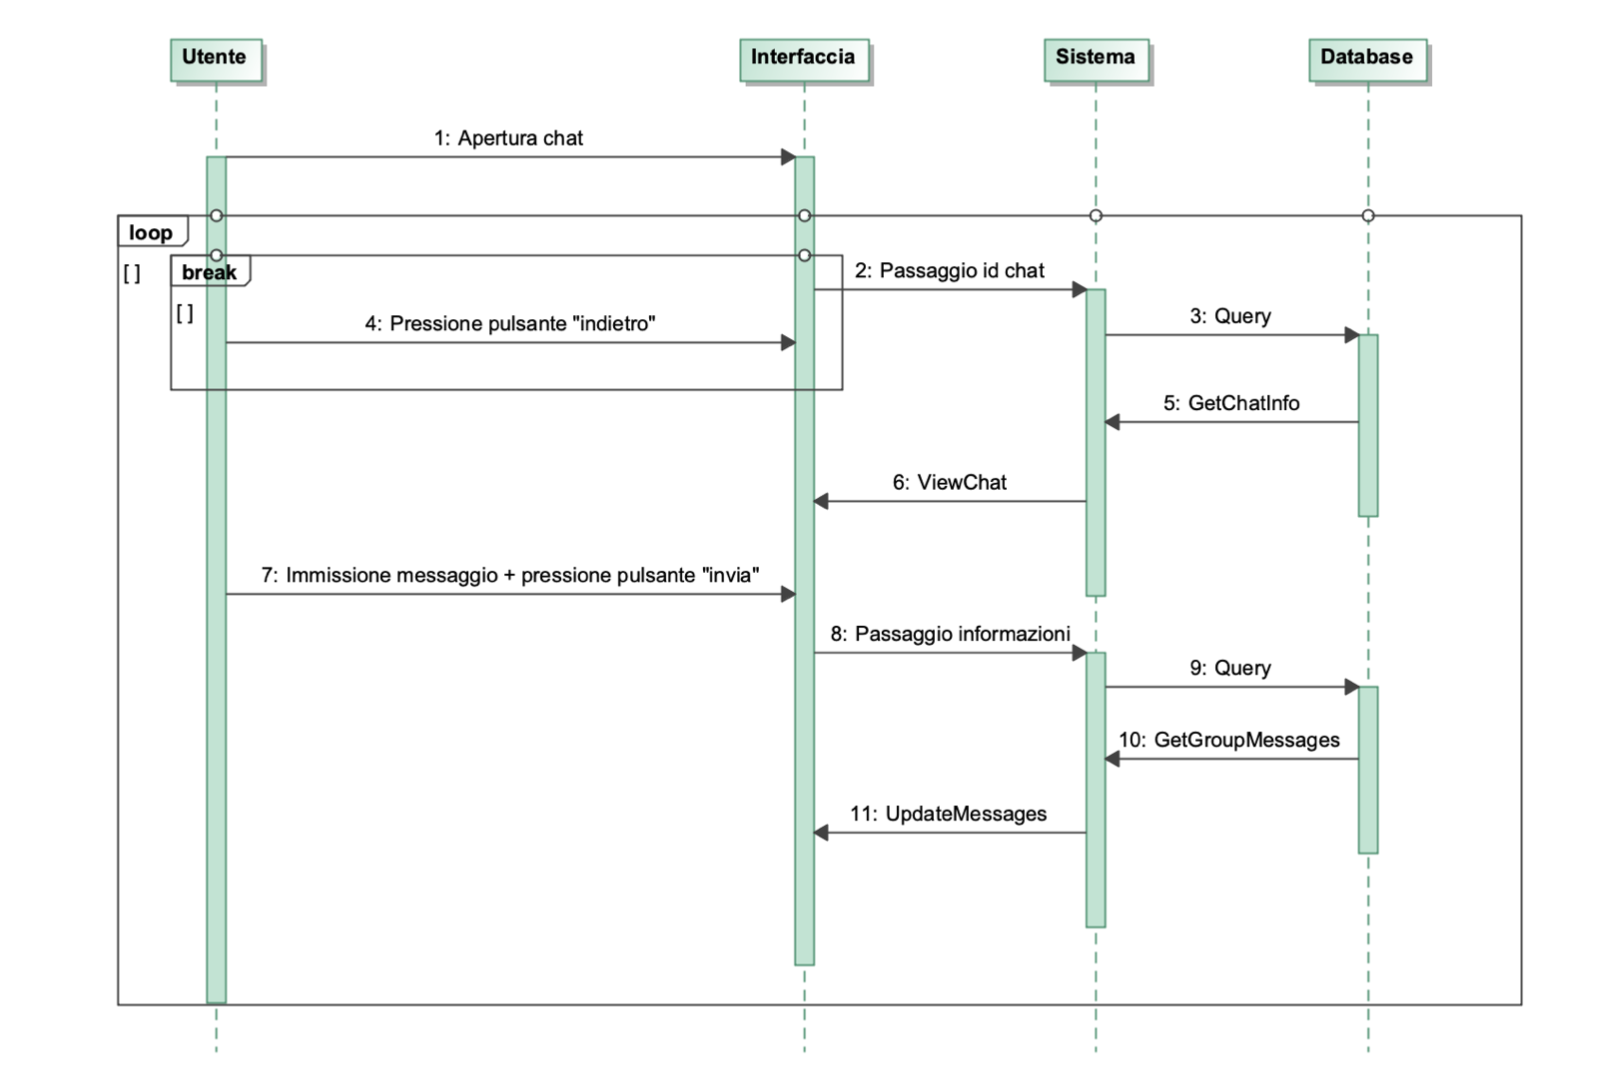 Utente
Interfaccia
Sistema
Database
1: Apertura chat
loop
[ ]
break
[ ]
2: Passaggio id chat
3: Query
4: Pressione pulsante "indietro"
5: GetChatInfo
6: ViewChat
7: Immissione messaggio + pressione pulsante "invia"
8: Passaggio informazioni
9: Query
10: GetGroupMessages
11: UpdateMessages